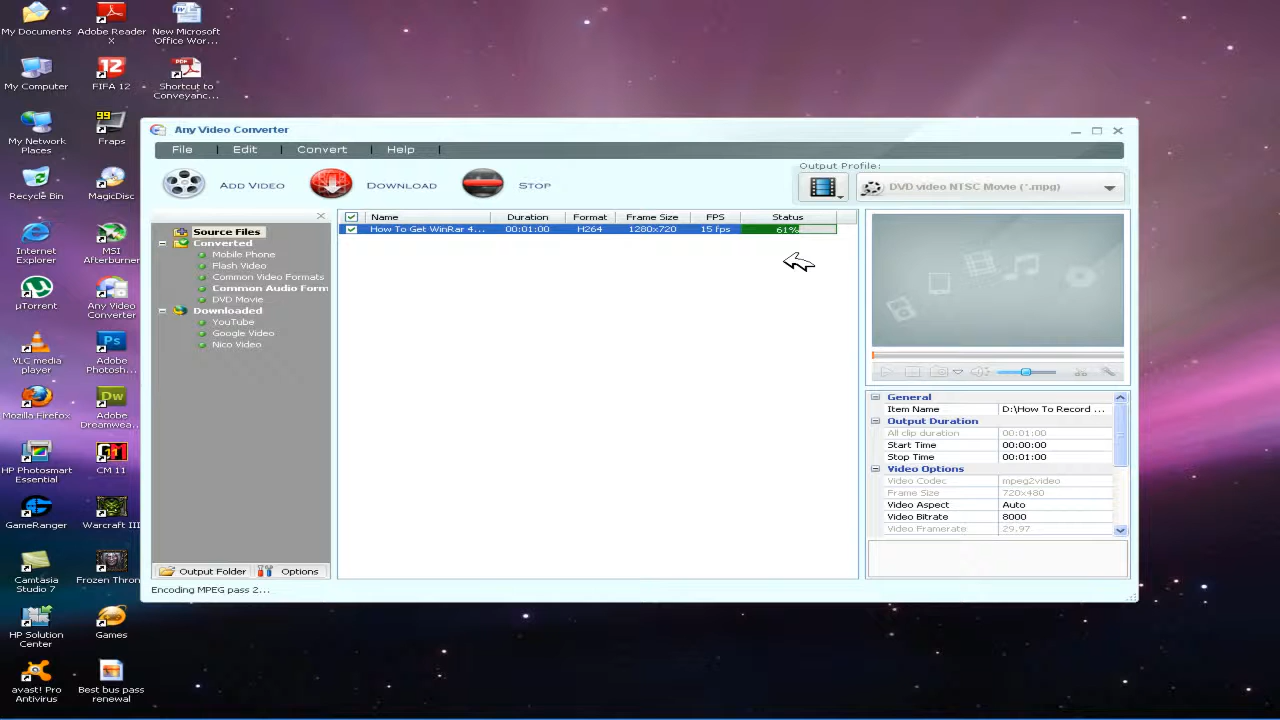 My Documents
Adobe Reader
X
New Microsoft
Office Wor...
My Computer
FIFA 12
Shortcut to
Conveyanc...
My Network
Places
99
Fraps
Recycle Bin
MagicDisc
Internet
Explorer
MSI
Afterburner
µTorrent
Any Video
Converter
VLC media
player
Adobe
Photosh...
Mozilla Firefox
Adobe
Dreamwea...
HP Photosmart
Essential
CM 11
GameRanger
Warcraft III
Camtasia
Studio 7
Frozen Thron
HP Solution
Center
Games
avast! Pro
Antivirus
Best bus pass
renewal
Any Video Converter
File | Edit | Convert | Help |
ADD VIDEO
DOWNLOAD
STOP
Output Profile:
DVD video NTSC Movie (*.mpg)
Source Files
Converted
Mobile Phone
Flash Video
Common Video Formats
Common Audio Form
DVD Movie
Downloaded
YouTube
Google Video
Nico Video
Output Folder
Options
Encoding MPEG pass 2...
Name Duration Format Frame Size FPS Status
How To Get WinRar 4... 00:01:00 H264 1280x720 15 fps 61%
General
Item Name D:\How To Record ...
Output Duration
All clip duration 00:01:00
Start Time 00:00:00
Stop Time 00:01:00
Video Options
Video Codec mpeg2video
Frame Size 720x480
Video Aspect Auto
Video Bitrate 8000
Video Framerate 29.97